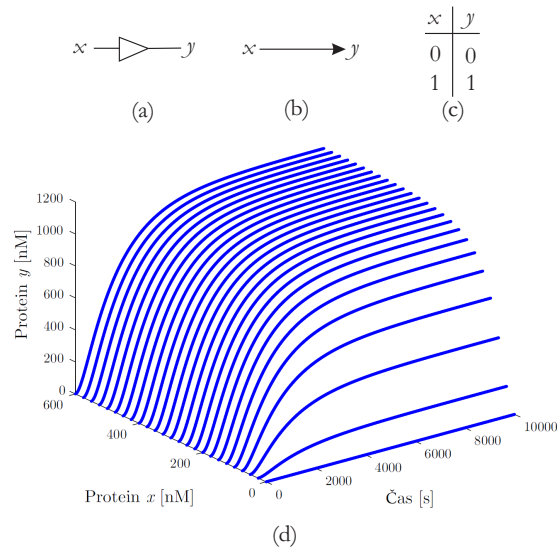 x y
x y
x y
0 0
1 1
(a)
(b)
(c)
1200
1000
800
600
400
200
0
Protein y [nM]
600
400
200
0
Protein x [nM]
0
2000
4000
6000
8000
10000
Čas [s]
(d)